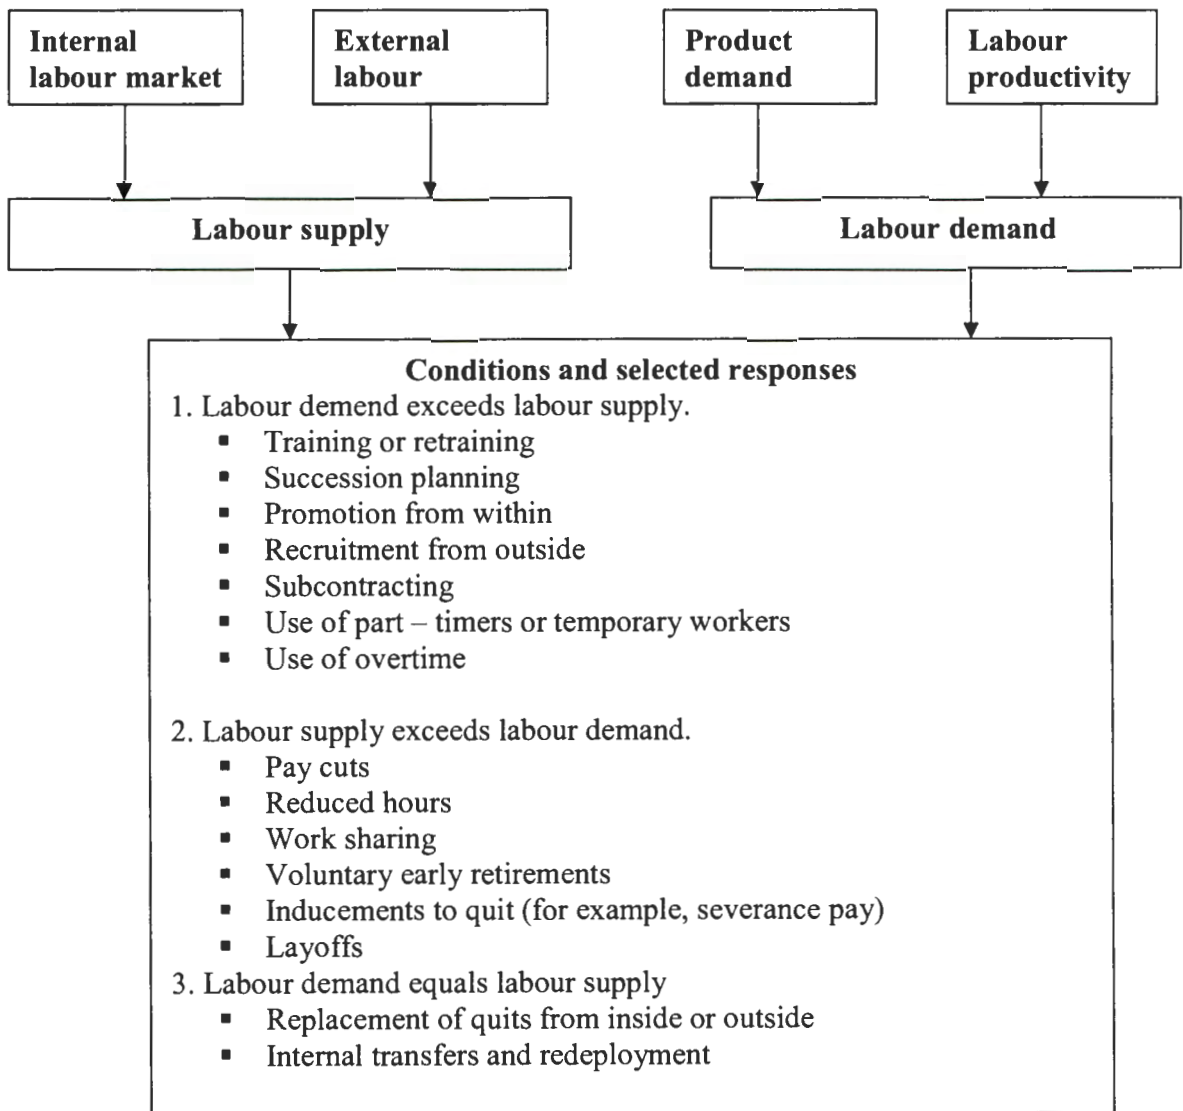 Internal
labour market
External
labour
Product
demand
Labour
productivity
Labour supply
Labour demand
Conditions and selected responses
1. Labour demend exceeds labour supply.
▪ Training or retraining
▪ Succession planning
▪ Promotion from within
▪ Recruitment from outside
▪ Subcontracting
▪ Use of part – timers or temporary workers
▪ Use of overtime
2. Labour supply exceeds labour demand.
▪ Pay cuts
▪ Reduced hours
▪ Work sharing
▪ Voluntary early retirements
▪ Inducements to quit (for example, severance pay)
▪ Layoffs
3. Labour demand equals labour supply
▪ Replacement of quits from inside or outside
▪ Internal transfers and redeployment